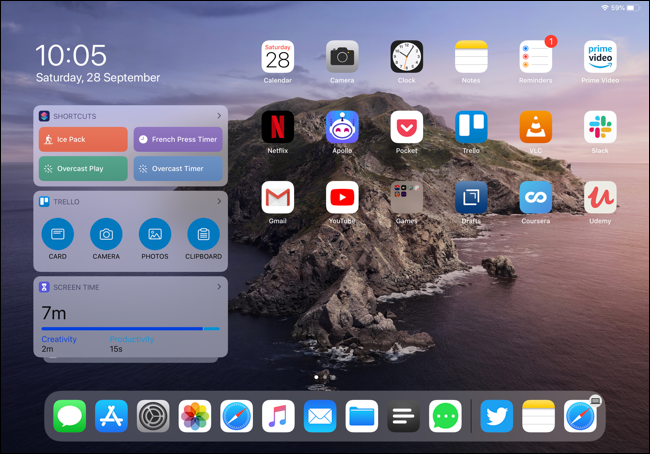 59%
10:05
Saturday, 28 September
SHORTCUTS
Ice Pack
French Press Timer
Overcast Play
Overcast Timer
TRELLO
CARD
CAMERA
PHOTOS
CLIPBOARD
SCREEN TIME
7m
Creativity
Productivity
2m
15s
Saturday
28
1
prime
video
Calendar
Camera
Clock
Notes
Reminders
Prime Video
N
Netflix
Apollo
Pocket
Trello
VLC
Slack
Gmail
YouTube
Games
Drafts
Coursera
Udemy